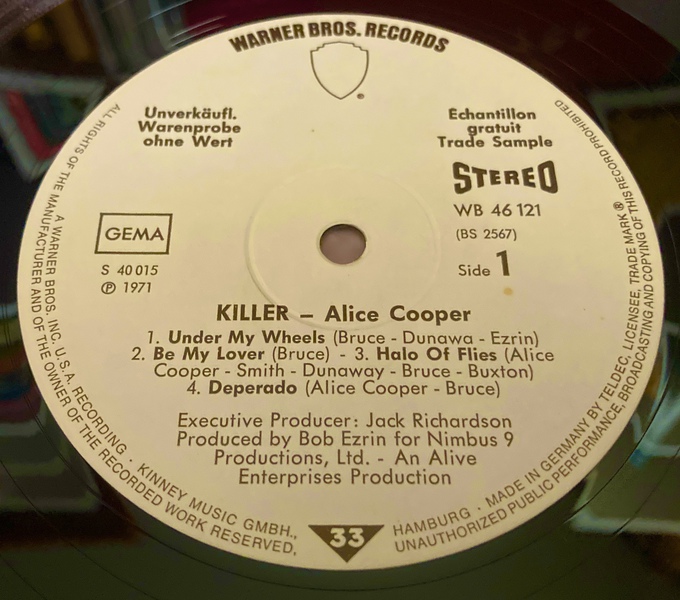 WARNER BROS. RECORDS
®
Unverkäufl.
Warenprobe
ohne Wert
Echantillon
gratuit
Trade Sample
STEREO
WB 46 121
(BS 2567)
Side 1
GEMA
S 40 015
℗ 1971
KILLER – Alice Cooper
1. Under My Wheels (Bruce - Dunawa - Ezrin)
2. Be My Lover (Bruce) - 3. Halo Of Flies (Alice
Cooper - Smith - Dunaway - Bruce - Buxton)
4. Deperado (Alice Cooper - Bruce)
Executive Producer: Jack Richardson
Produced by Bob Ezrin for Nimbus 9
Productions, Ltd. - An Alive
Enterprises Production
33
ALL RIGHTS OF THE MANUFACTURER AND OF THE OWNER OF THE RECORDED WORK RESERVED,
A WARNER BROS. INC. U. S. A. RECORDING · KINNEY MUSIC GMBH.,
HAMBURG · MADE IN GERMANY BY TELDEC, LICENSEE, TRADE MARK ®
UNAUTHORIZED PUBLIC PERFORMANCE, BROADCASTING AND COPYING OF THIS RECORD PROHIBITED